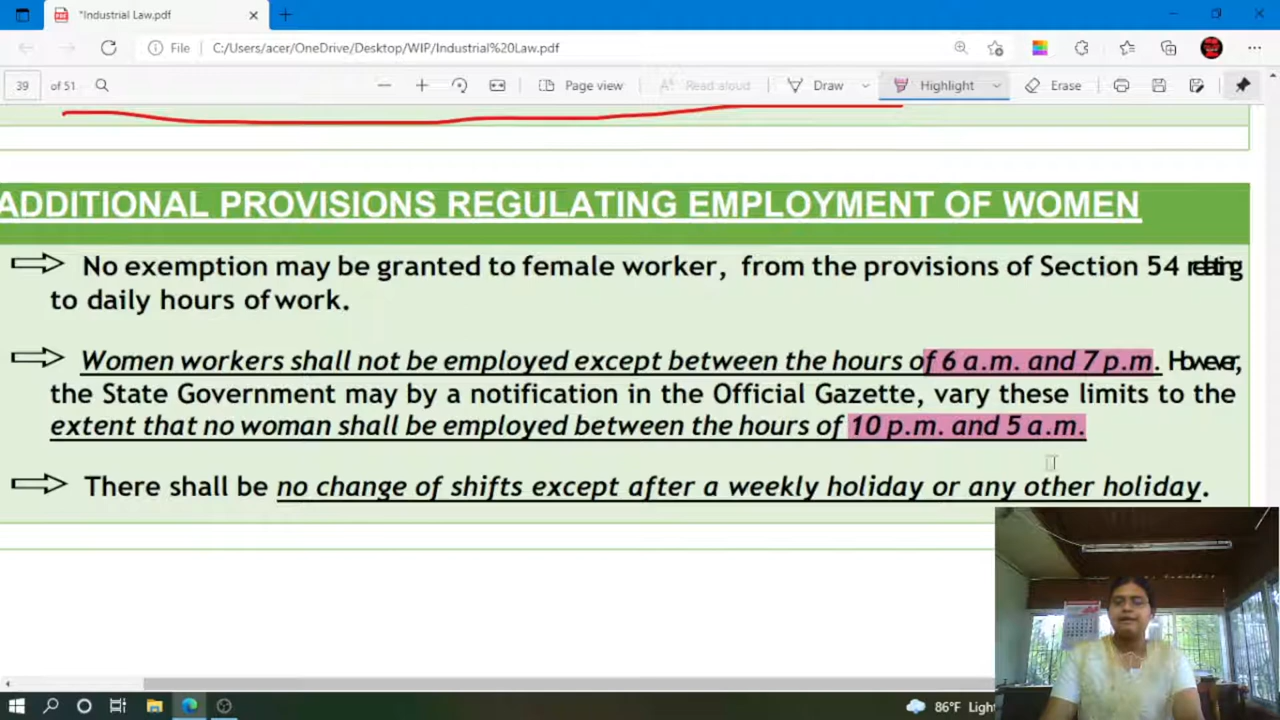 *Industrial Law.pdf
File C:/Users/acer/OneDrive/Desktop/WIP/Industrial%20Law.pdf
39 of 51 Page view Read aloud Draw Highlight Erase
ADDITIONAL PROVISIONS REGULATING EMPLOYMENT OF WOMEN
No exemption may be granted to female worker, from the provisions of Section 54 relating
to daily hours of work.
Women workers shall not be employed except between the hours of 6 a.m. and 7 p.m. However,
the State Government may by a notification in the Official Gazette, vary these limits to the
extent that no woman shall be employed between the hours of 10 p.m. and 5 a.m.
There shall be no change of shifts except after a weekly holiday or any other holiday.
86°F Light